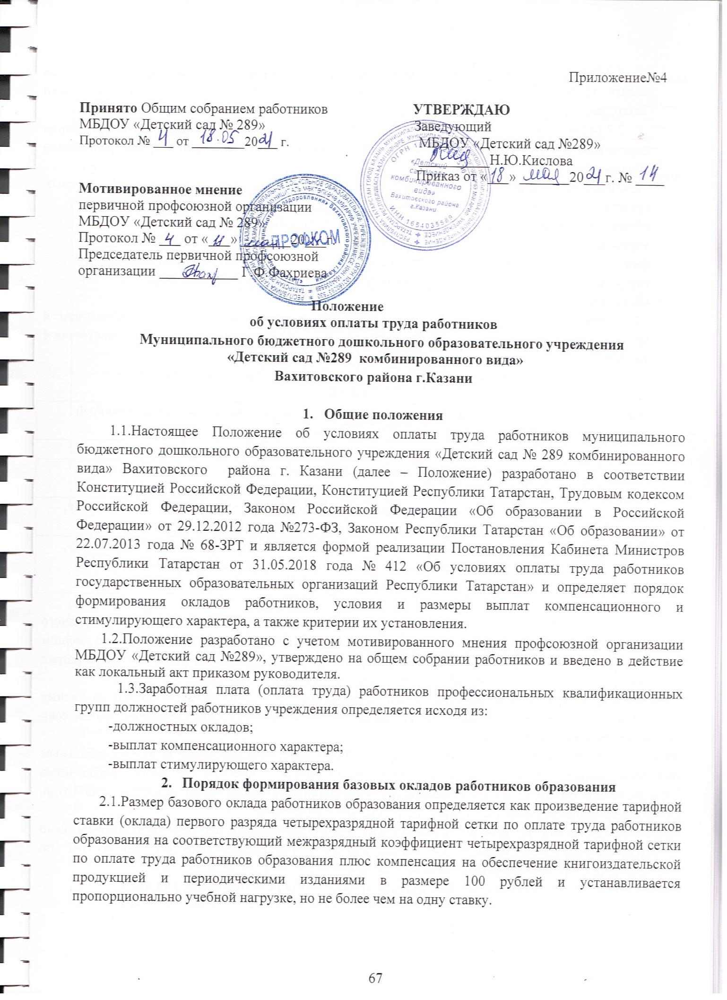 Приложение№4
Принято Общим собранием работников
МБДОУ «Детский сад № 289»
Протокол № 4 от 18.05 2021 г.
УТВЕРЖДАЮ
Заведующий
МБДОУ «Детский сад №289»
Н.Ю.Кислова
Приказ от «18» мая 2021 г. № 14
Мотивированное мнение
первичной профсоюзной организации
МБДОУ «Детский сад № 289»
Протокол № 4 от «11» мая 2021 г.
Председатель первичной профсоюзной
организации Г.Ф.Фахриева
ПРОФКОМ
«Детский
сад №289
комбинированного
вида»
Вахитовского района
г.Казани
ИНН 1654035589
Положение
об условиях оплаты труда работников
Муниципального бюджетного дошкольного образовательного учреждения
«Детский сад №289 комбинированного вида»
Вахитовского района г.Казани
1. Общие положения
1.1.Настоящее Положение об условиях оплаты труда работников муниципального
бюджетного дошкольного образовательного учреждения «Детский сад № 289 комбинированного
вида» Вахитовского района г. Казани (далее – Положение) разработано в соответствии
Конституцией Российской Федерации, Конституцией Республики Татарстан, Трудовым кодексом
Российской Федерации, Законом Российской Федерации «Об образовании в Российской
Федерации» от 29.12.2012 года №273-ФЗ, Законом Республики Татарстан «Об образовании» от
22.07.2013 года № 68-ЗРТ и является формой реализации Постановления Кабинета Министров
Республики Татарстан от 31.05.2018 года № 412 «Об условиях оплаты труда работников
государственных образовательных организаций Республики Татарстан» и определяет порядок
формирования окладов работников, условия и размеры выплат компенсационного и
стимулирующего характера, а также критерии их установления.
1.2.Положение разработано с учетом мотивированного мнения профсоюзной организации
МБДОУ «Детский сад №289», утверждено на общем собрании работников и введено в действие
как локальный акт приказом руководителя.
1.3.Заработная плата (оплата труда) работников профессиональных квалификационных
групп должностей работников учреждения определяется исходя из:
-должностных окладов;
-выплат компенсационного характера;
-выплат стимулирующего характера.
2. Порядок формирования базовых окладов работников образования
2.1.Размер базового оклада работников образования определяется как произведение тарифной
ставки (оклада) первого разряда четырехразрядной тарифной сетки по оплате труда работников
образования на соответствующий межразрядный коэффициент четырехразрядной тарифной сетки
по оплате труда работников образования плюс компенсация на обеспечение книгоиздательской
продукцией и периодическими изданиями в размере 100 рублей и устанавливается
пропорционально учебной нагрузке, но не более чем на одну ставку.
67